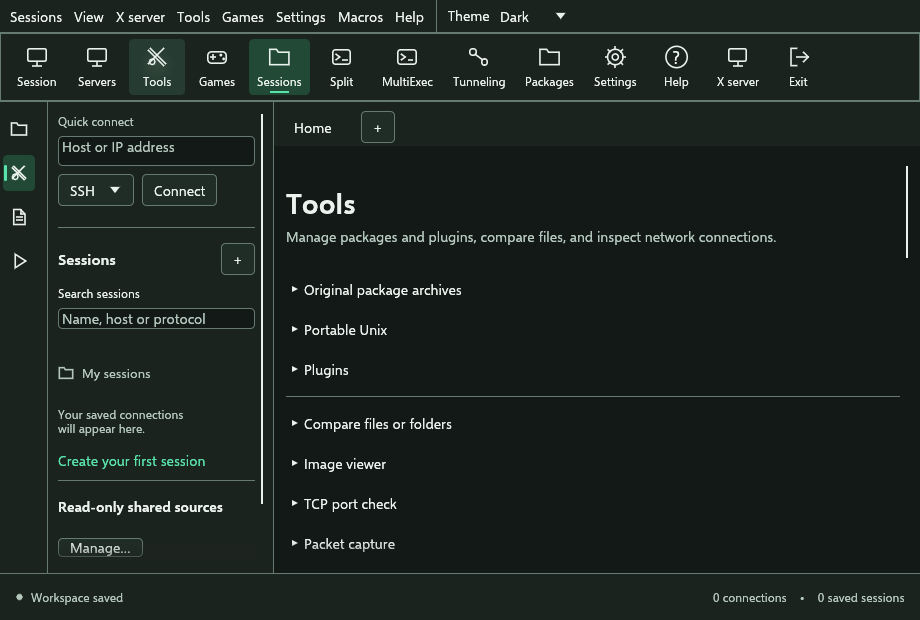 Sessions View X server Tools Games Settings Macros Help Theme Dark
Session Servers Tools Games Sessions Split MultiExec Tunneling Packages Settings Help X server Exit
Quick connect
Host or IP address
SSH Connect
Sessions +
Search sessions
Name, host or protocol
My sessions
Your saved connections
will appear here.
Create your first session
Read-only shared sources
Manage...
Home +
Tools
Manage packages and plugins, compare files, and inspect network connections.
Original package archives
Portable Unix
Plugins
Compare files or folders
Image viewer
TCP port check
Packet capture
Workspace saved
0 connections • 0 saved sessions